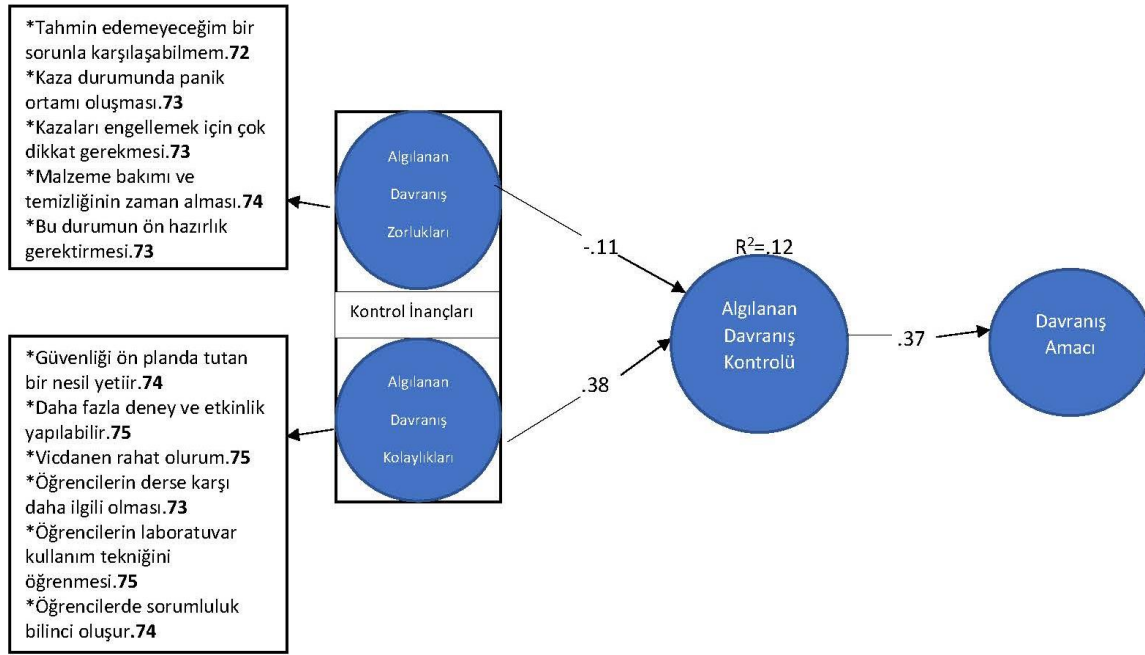 *Tahmin edemeyeceğim bir
sorunla karşılaşabilmem.72
*Kaza durumunda panik
ortamı oluşması.73
*Kazaları engellemek için çok
dikkat gerekmesi.73
*Malzeme bakımı ve
temizliğinin zaman alması.74
*Bu durumun ön hazırlık
gerektirmesi.73
*Güvenliği ön planda tutan
bir nesil yetiir.74
*Daha fazla deney ve etkinlik
yapılabilir.75
*Vicdanen rahat olurum.75
*Öğrencilerin derse karşı
daha ilgili olması.73
*Öğrencilerin laboratuvar
kullanım tekniğini
öğrenmesi.75
*Öğrencilerde sorumluluk
bilinci oluşur.74
Algılanan
Davranış
Zorlukları
Kontrol İnançları
Algılanan
Davranış
Kolaylıkları
-.11
.38
R²=.12
Algılanan
Davranış
Kontrolü
.37
Davranış
Amacı